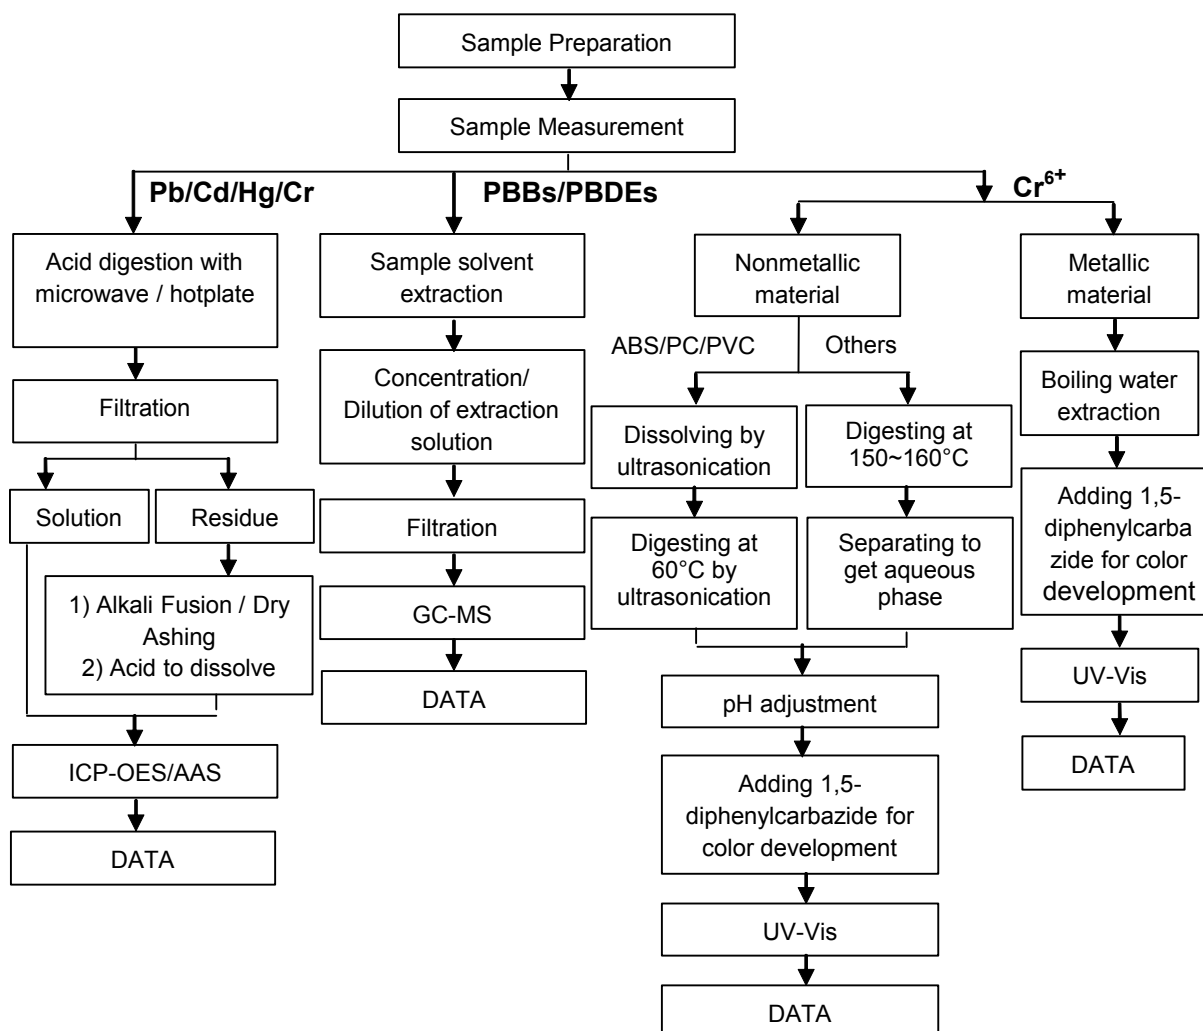 Sample Preparation
Sample Measurement
Pb/Cd/Hg/Cr
PBBs/PBDEs
Cr⁶⁺
Acid digestion with
microwave / hotplate
Filtration
Solution
Residue
1) Alkali Fusion / Dry
Ashing
2) Acid to dissolve
ICP-OES/AAS
DATA
Sample solvent
extraction
Concentration/
Dilution of extraction
solution
Filtration
GC-MS
DATA
Nonmetallic
material
ABS/PC/PVC
Others
Dissolving by
ultrasonication
Digesting at
60°C by
ultrasonication
Digesting at
150~160°C
Separating to
get aqueous
phase
pH adjustment
Adding 1,5-
diphenylcarbazide for
color development
UV-Vis
DATA
Metallic
material
Boiling water
extraction
Adding 1,5-
diphenylcarba
zide for color
development
UV-Vis
DATA